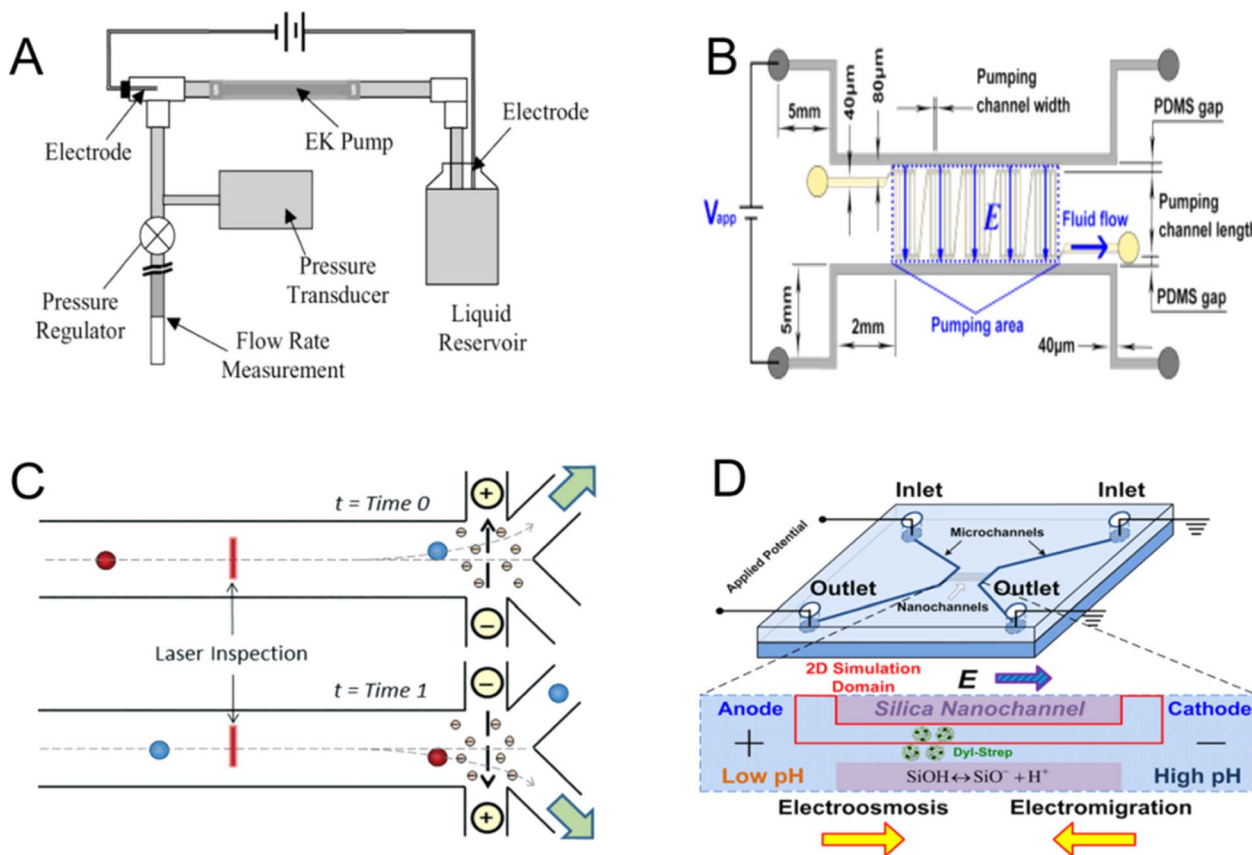 A
Electrode
EK Pump
Electrode
Pressure
Transducer
Pressure
Regulator
Liquid
Reservoir
Flow Rate
Measurement
B
5mm
40µm
80µm
Pumping
channel width
PDMS gap
Vapp
E
Fluid flow
Pumping
channel length
PDMS gap
5mm
2mm
Pumping area
40µm
C
t = Time 0
+
−
Laser Inspection
t = Time 1
−
+
D
Inlet
Inlet
Microchannels
Applied Potential
Outlet
Outlet
Nanochannels
2D Simulation
Domain
E
Anode
Silica Nanochannel
Cathode
+
Dyl-Strep
−
Low pH
SiOH↔SiO⁻ + H⁺
High pH
Electroosmosis
Electromigration